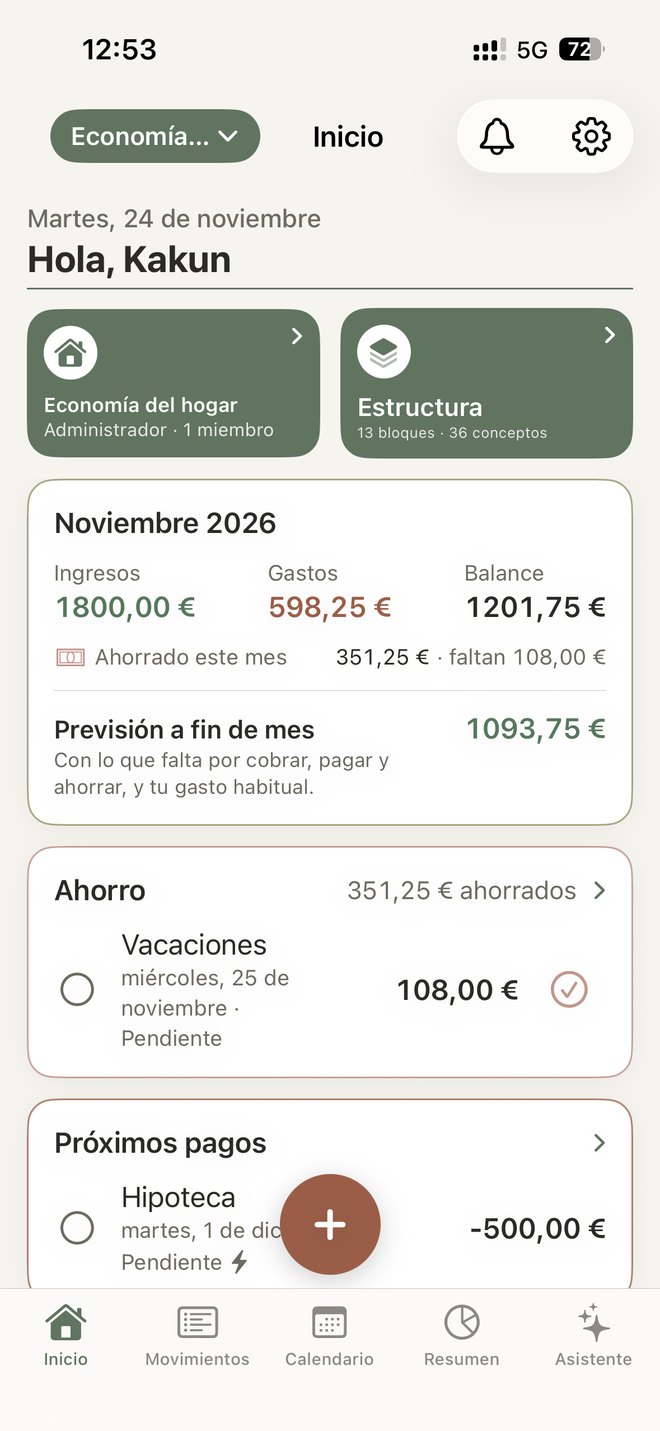 12:53
5G
72
Economía...
Inicio
Martes, 24 de noviembre
Hola, Kakun
Economía del hogar
Administrador · 1 miembro
Estructura
13 bloques · 36 conceptos
Noviembre 2026
Ingresos
Gastos
Balance
1800,00 €
598,25 €
1201,75 €
Ahorrado este mes
351,25 € · faltan 108,00 €
Previsión a fin de mes
1093,75 €
Con lo que falta por cobrar, pagar y
ahorrar, y tu gasto habitual.
Ahorro
351,25 € ahorrados
Vacaciones
miércoles, 25 de
noviembre ·
Pendiente
108,00 €
Próximos pagos
Hipoteca
martes, 1 de dic
Pendiente
-500,00 €
Inicio
Movimientos
Calendario
Resumen
Asistente